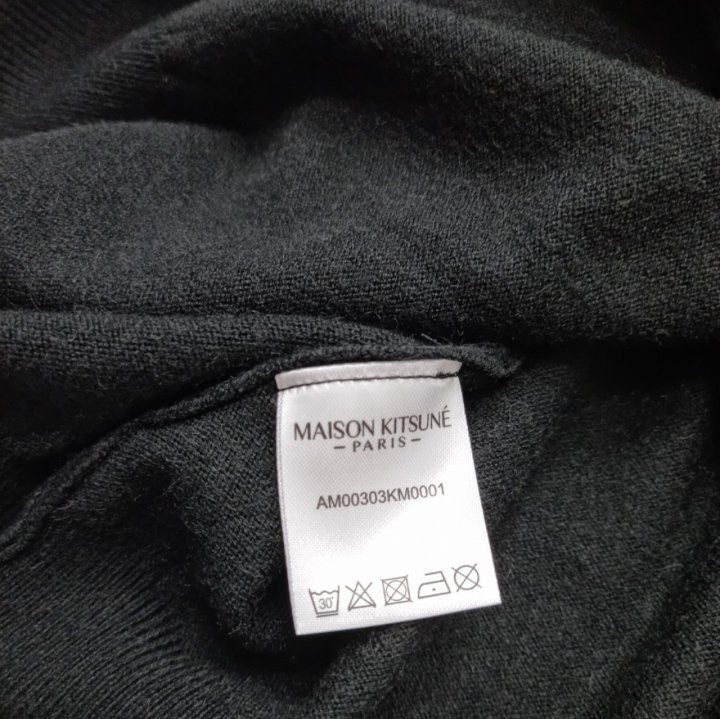 MAISON KITSUNÉ
– PARIS –
AM00303KM0001
30°